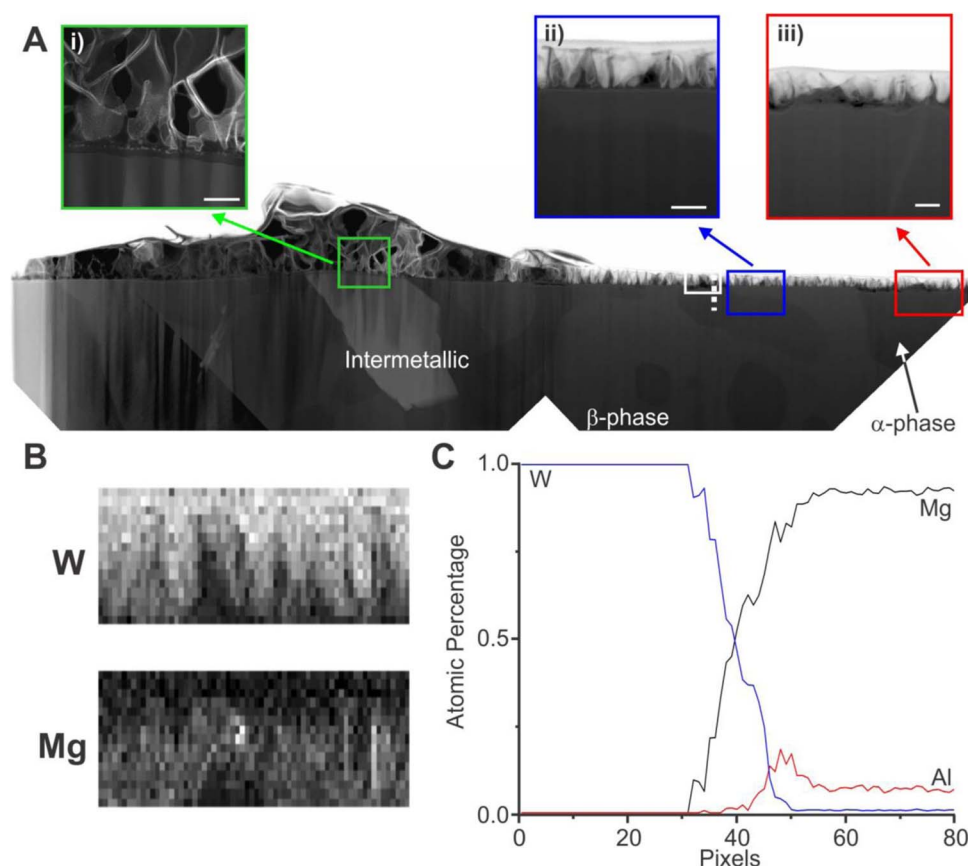 A
i)
ii)
iii)
Intermetallic
β-phase
α-phase
B
W
Mg
C
1.0
0.5
0.0
Atomic Percentage
W
Mg
Al
0
20
40
60
80
Pixels